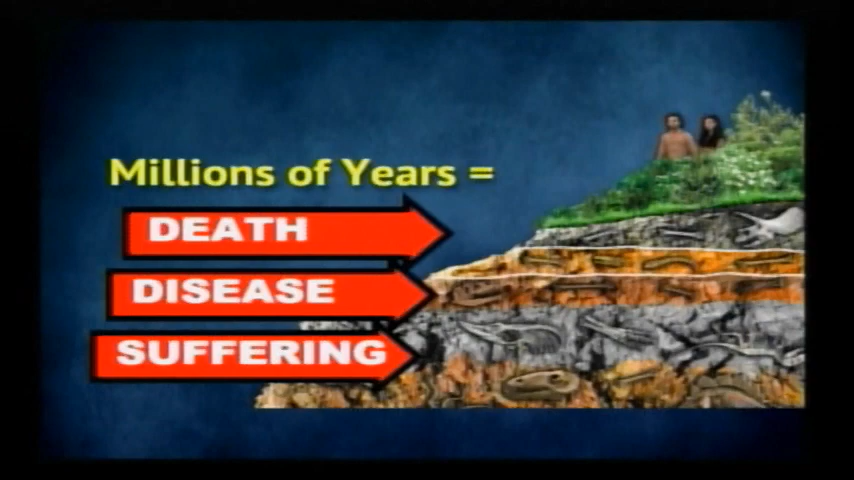 Millions of Years =
DEATH
DISEASE
SUFFERING